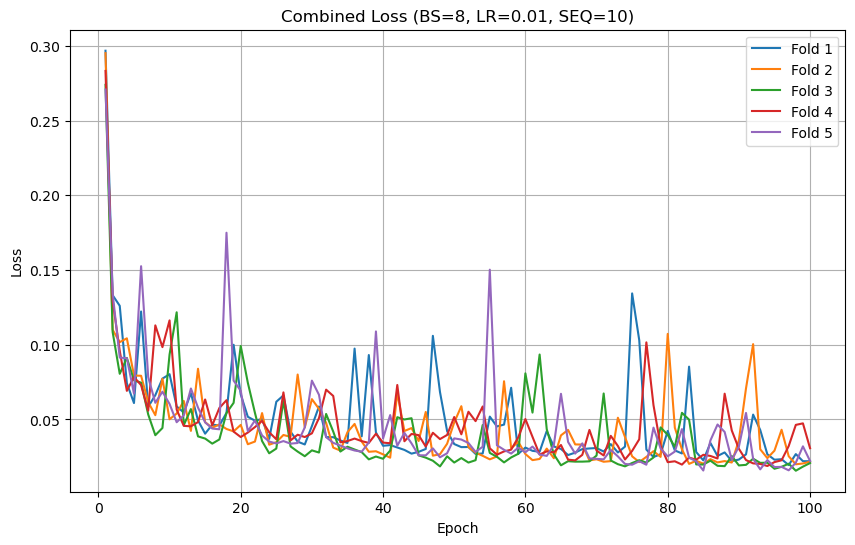 Combined Loss (BS=8, LR=0.01, SEQ=10)
Fold 1
Fold 2
Fold 3
Fold 4
Fold 5
Loss
0.30
0.25
0.20
0.15
0.10
0.05
0
20
40
60
80
100
Epoch